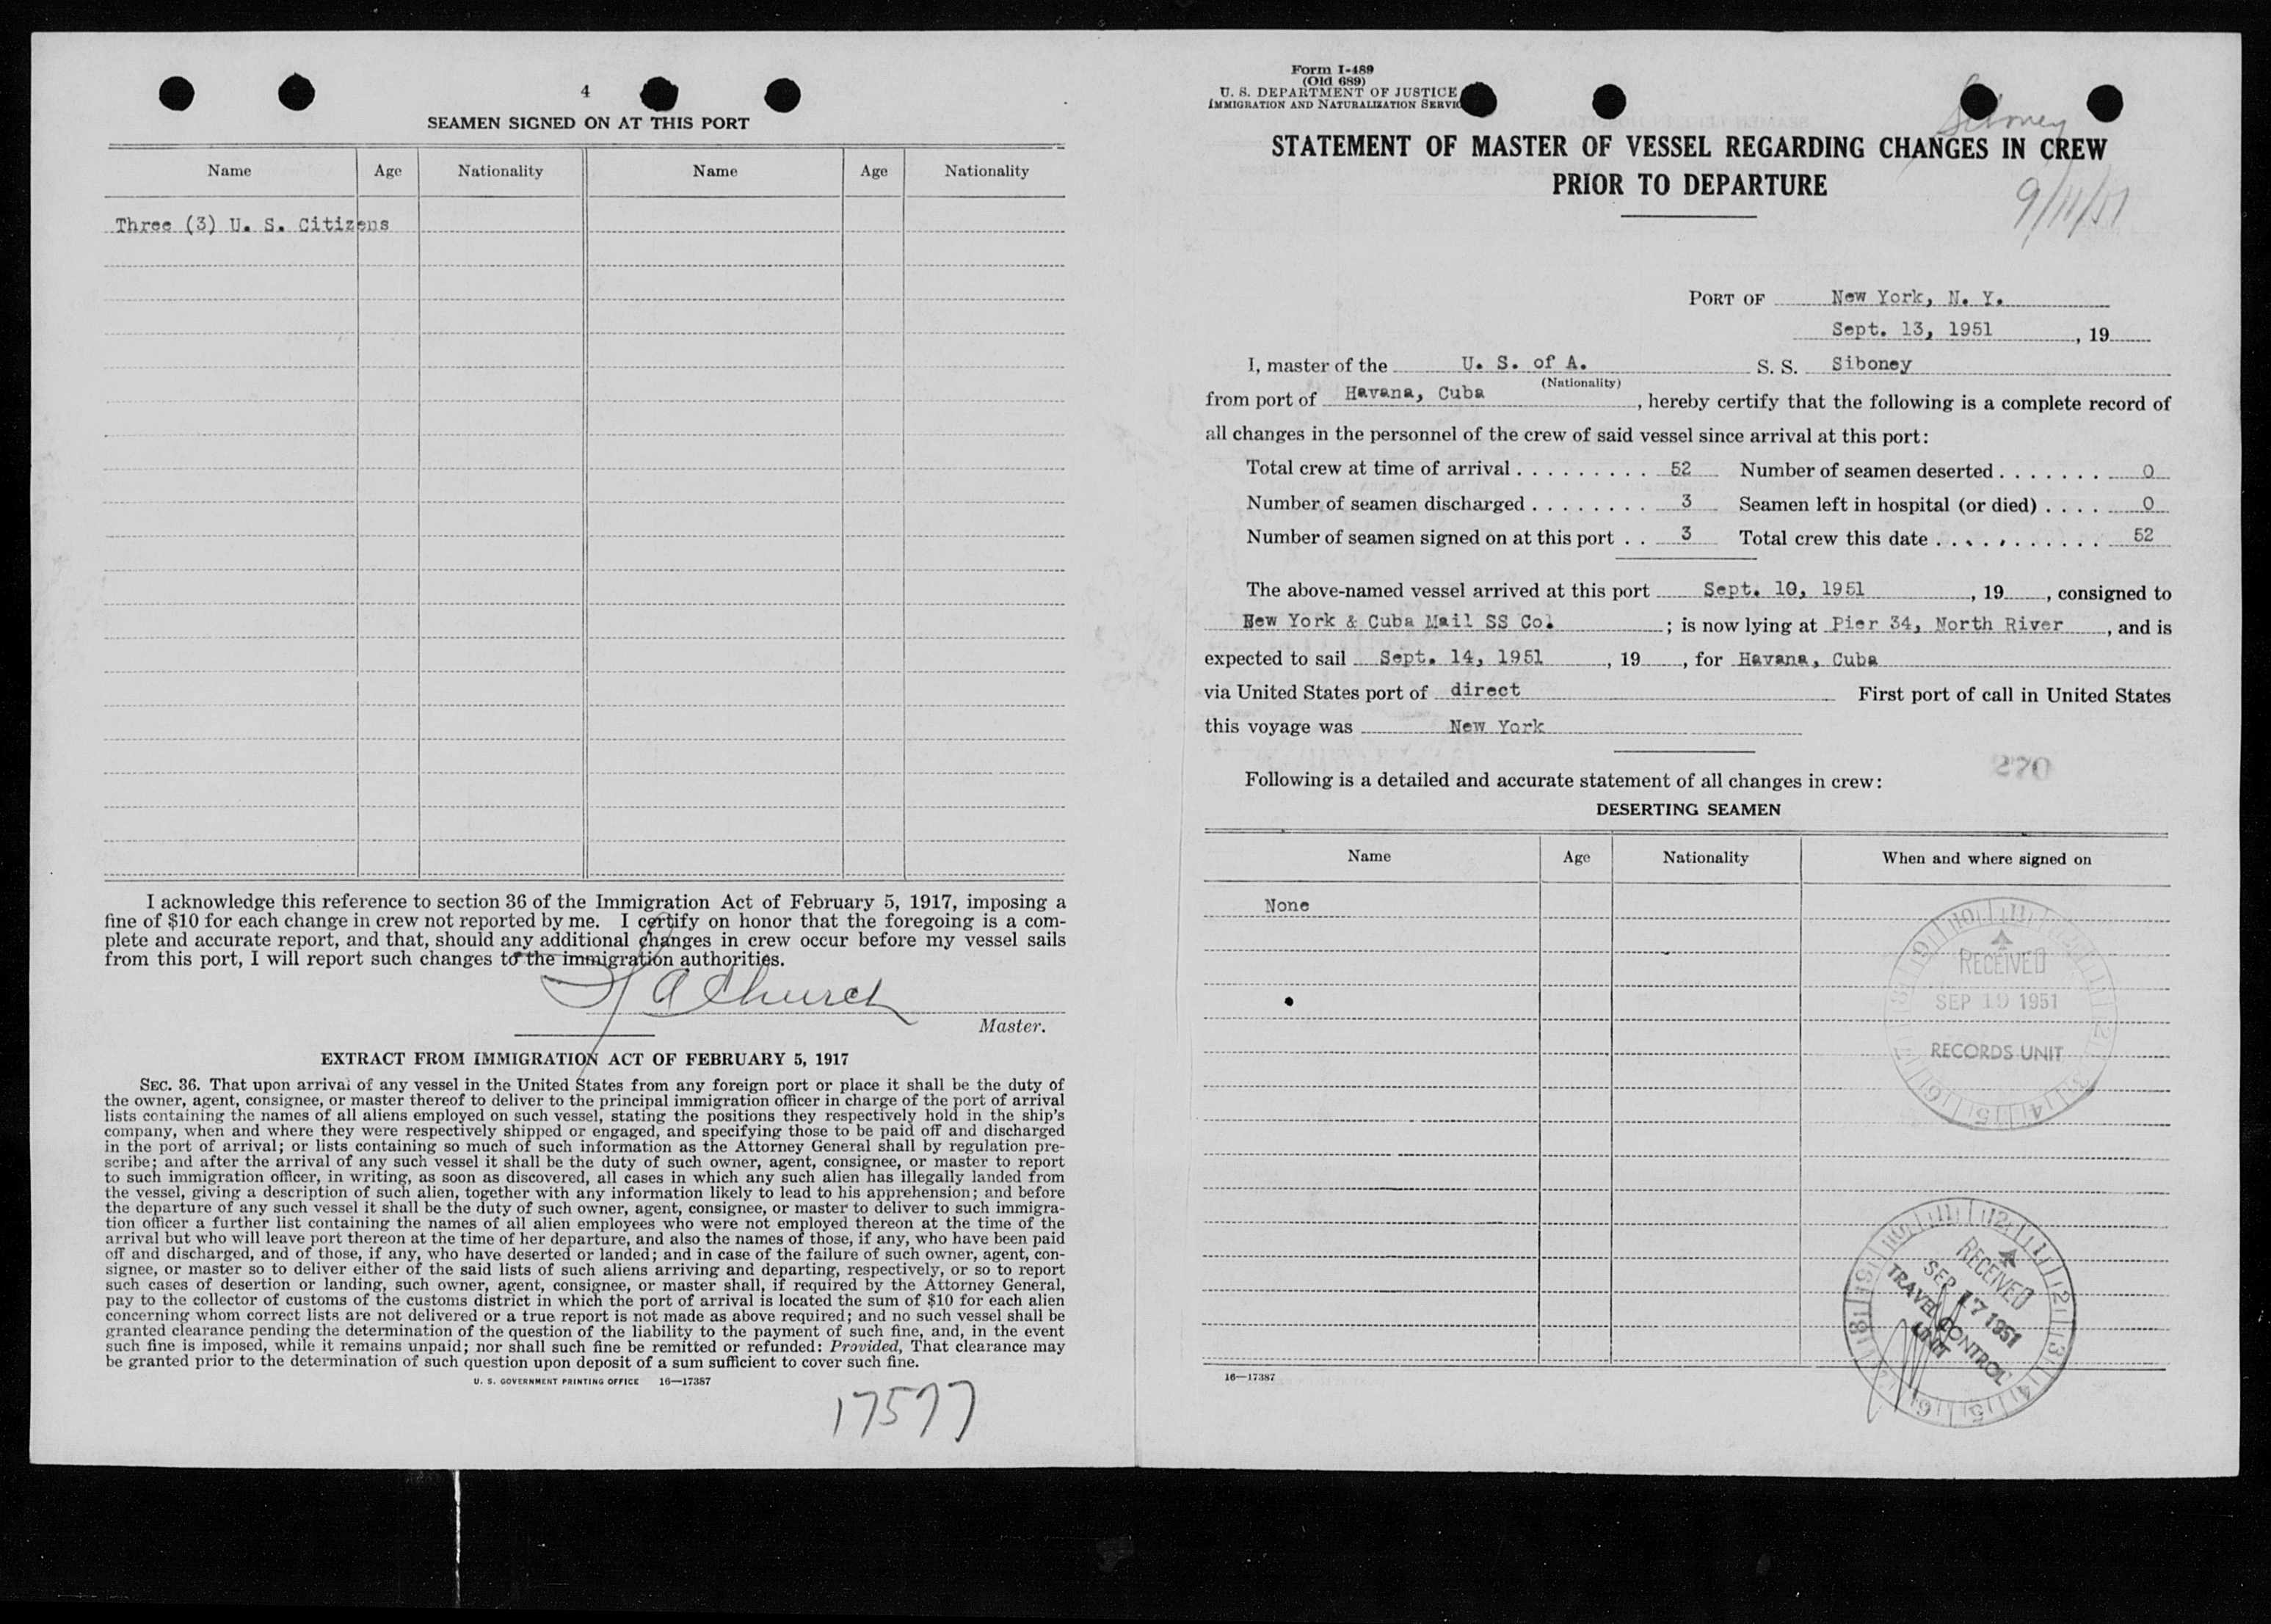 4
SEAMEN SIGNED ON AT THIS PORT
Name Age Nationality Name Age Nationality
Three (3) U. S. Citizens
I acknowledge this reference to section 36 of the Immigration Act of February 5, 1917, imposing a
fine of $10 for each change in crew not reported by me. I certify on honor that the foregoing is a com-
plete and accurate report, and that, should any additional changes in crew occur before my vessel sails
from this port, I will report such changes to the immigration authorities.
A Church
Master.
EXTRACT FROM IMMIGRATION ACT OF FEBRUARY 5, 1917
SEC. 36. That upon arrival of any vessel in the United States from any foreign port or place it shall be the duty of
the owner, agent, consignee, or master thereof to deliver to the principal immigration officer in charge of the port of arrival
lists containing the names of all aliens employed on such vessel, stating the positions they respectively hold in the ship's
company, when and where they were respectively shipped or engaged, and specifying those to be paid off and discharged
in the port of arrival; or lists containing so much of such information as the Attorney General shall by regulation pre-
scribe; and after the arrival of any such vessel it shall be the duty of such owner, agent, consignee, or master to report
to such immigration officer, in writing, as soon as discovered, all cases in which any such alien has illegally landed from
the vessel, giving a description of such alien, together with any information likely to lead to his apprehension; and before
the departure of any such vessel it shall be the duty of such owner, agent, consignee, or master to deliver to such immigra-
tion officer a further list containing the names of all alien employees who were not employed thereon at the time of the
arrival but who will leave port thereon at the time of her departure, and also the names of those, if any, who have been paid
off and discharged, and of those, if any, who have deserted or landed; and in case of the failure of such owner, agent, con-
signee, or master so to deliver either of the said lists of such aliens arriving and departing, respectively, or so to report
such cases of desertion or landing, such owner, agent, consignee, or master shall, if required by the Attorney General,
pay to the collector of customs of the customs district in which the port of arrival is located the sum of $10 for each alien
concerning whom correct lists are not delivered or a true report is not made as above required; and no such vessel shall be
granted clearance pending the determination of the question of the liability to the payment of such fine, and, in the event
such fine is imposed, while it remains unpaid; nor shall such fine be remitted or refunded: Provided, That clearance may
be granted prior to the determination of such question upon deposit of a sum sufficient to cover such fine.
U. S. GOVERNMENT PRINTING OFFICE 16—17387
17577
Form I-489
(Old 689)
U. S. DEPARTMENT OF JUSTICE
IMMIGRATION AND NATURALIZATION SERVIC
Siboney
STATEMENT OF MASTER OF VESSEL REGARDING CHANGES IN CREW
PRIOR TO DEPARTURE
9/11/51
PORT OF New York, N. Y.
Sept. 13, 1951, 19
I, master of the U. S. of A. S. S. Siboney
(Nationality)
from port of Havana, Cuba, hereby certify that the following is a complete record of
all changes in the personnel of the crew of said vessel since arrival at this port:
Total crew at time of arrival . . . . . . . . . 52 Number of seamen deserted . . . . . . . 0
Number of seamen discharged . . . . . . . . 3 Seamen left in hospital (or died) . . . . 0
Number of seamen signed on at this port . . 3 Total crew this date . . . . . . . . . . . 52
The above-named vessel arrived at this port Sept. 10, 1951, 19, consigned to
New York & Cuba Mail SS Co.; is now lying at Pier 34, North River, and is
expected to sail Sept. 14, 1951, 19, for Havana, Cuba
via United States port of direct First port of call in United States
this voyage was New York
270
Following is a detailed and accurate statement of all changes in crew:
DESERTING SEAMEN
Name Age Nationality When and where signed on
None
RECEIVED
SEP 19 1951
RECORDS UNIT
RECEIVED
SEP 17 1951
TRAVEL CONTROL
UNIT
16—17387